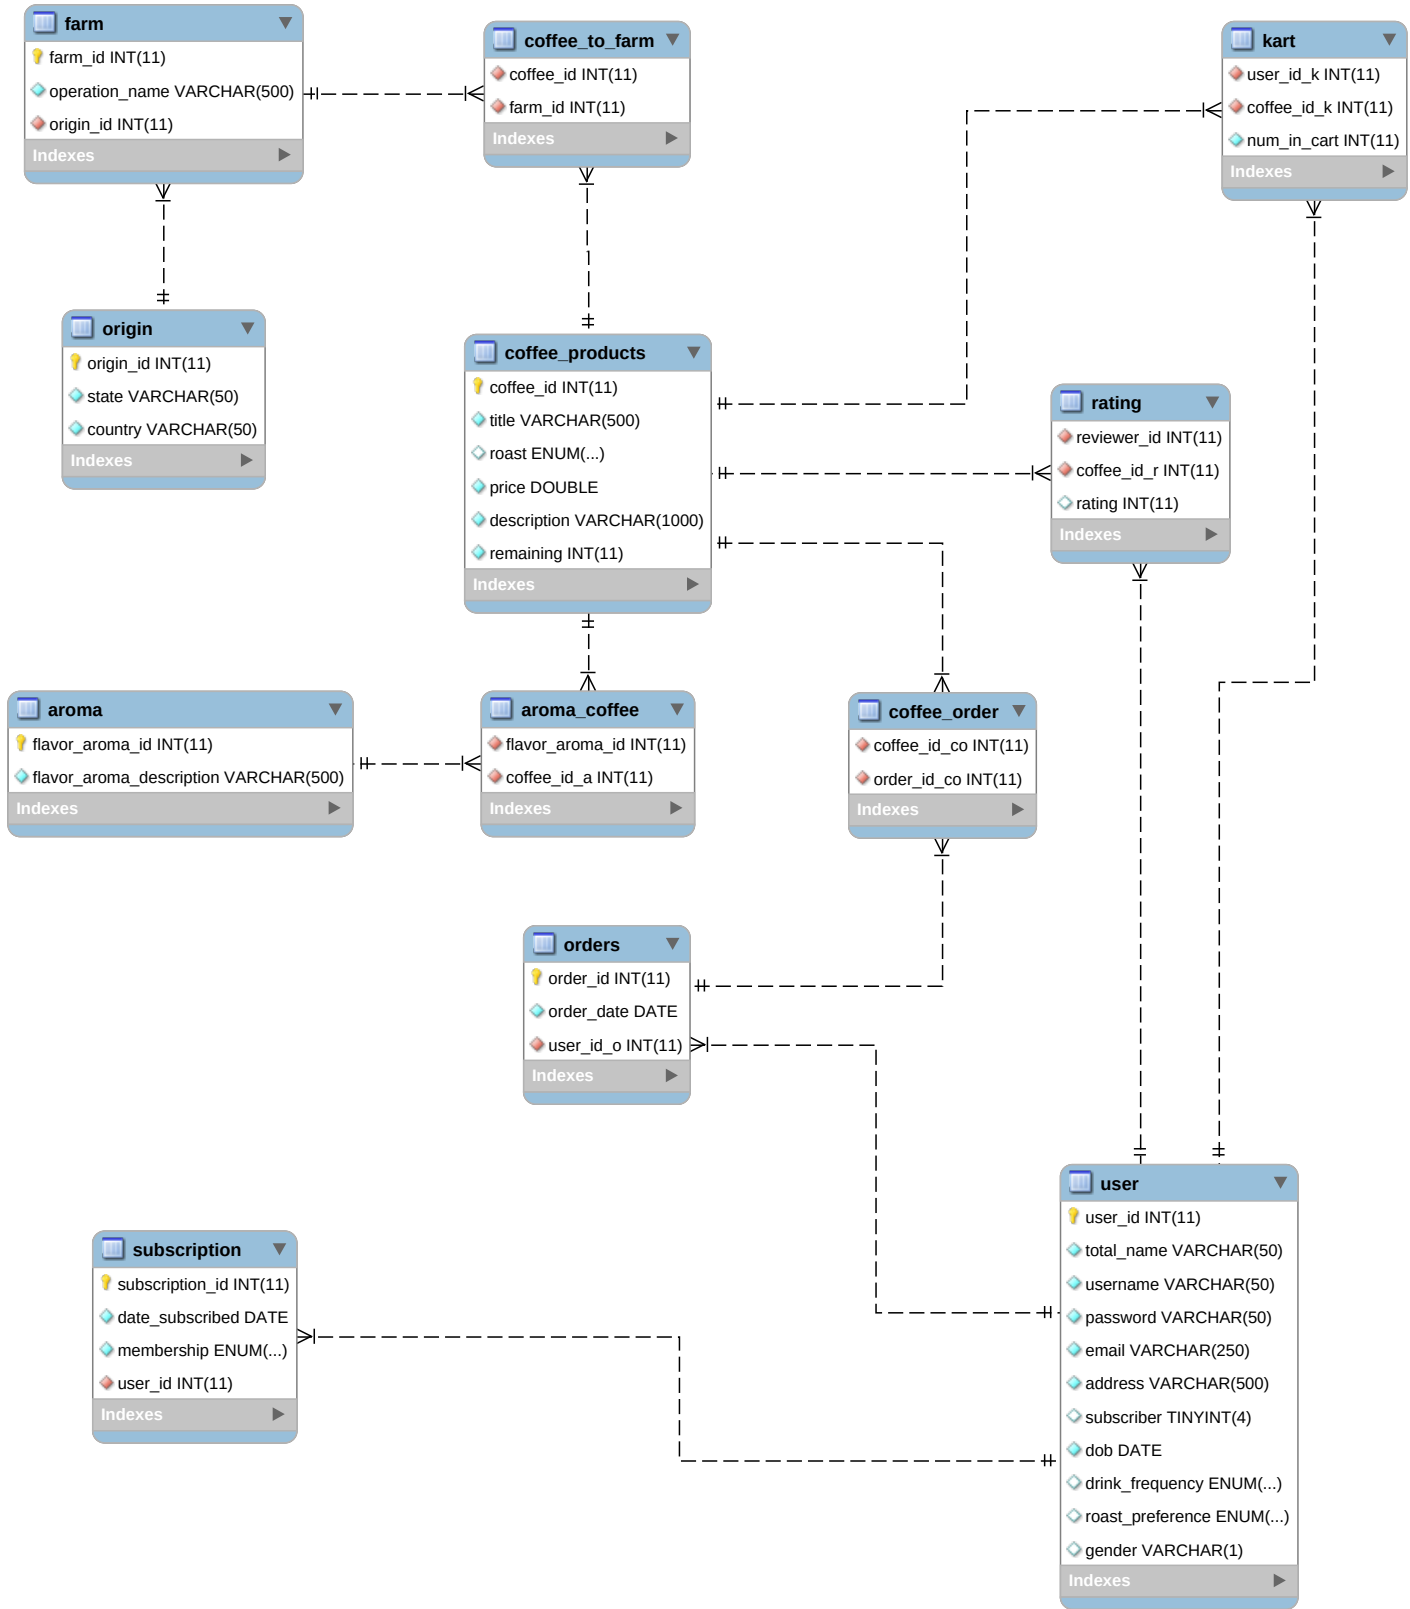 farm
farm_id INT(11)
operation_name VARCHAR(500)
origin_id INT(11)
Indexes
coffee_to_farm
coffee_id INT(11)
farm_id INT(11)
Indexes
kart
user_id_k INT(11)
coffee_id_k INT(11)
num_in_cart INT(11)
Indexes
origin
origin_id INT(11)
state VARCHAR(50)
country VARCHAR(50)
Indexes
coffee_products
coffee_id INT(11)
title VARCHAR(500)
roast ENUM(...)
price DOUBLE
description VARCHAR(1000)
remaining INT(11)
Indexes
rating
reviewer_id INT(11)
coffee_id_r INT(11)
rating INT(11)
Indexes
aroma
flavor_aroma_id INT(11)
flavor_aroma_description VARCHAR(500)
Indexes
aroma_coffee
flavor_aroma_id INT(11)
coffee_id_a INT(11)
Indexes
coffee_order
coffee_id_co INT(11)
order_id_co INT(11)
Indexes
orders
order_id INT(11)
order_date DATE
user_id_o INT(11)
Indexes
subscription
subscription_id INT(11)
date_subscribed DATE
membership ENUM(...)
user_id INT(11)
Indexes
user
user_id INT(11)
total_name VARCHAR(50)
username VARCHAR(50)
password VARCHAR(50)
email VARCHAR(250)
address VARCHAR(500)
subscriber TINYINT(4)
dob DATE
drink_frequency ENUM(...)
roast_preference ENUM(...)
gender VARCHAR(1)
Indexes